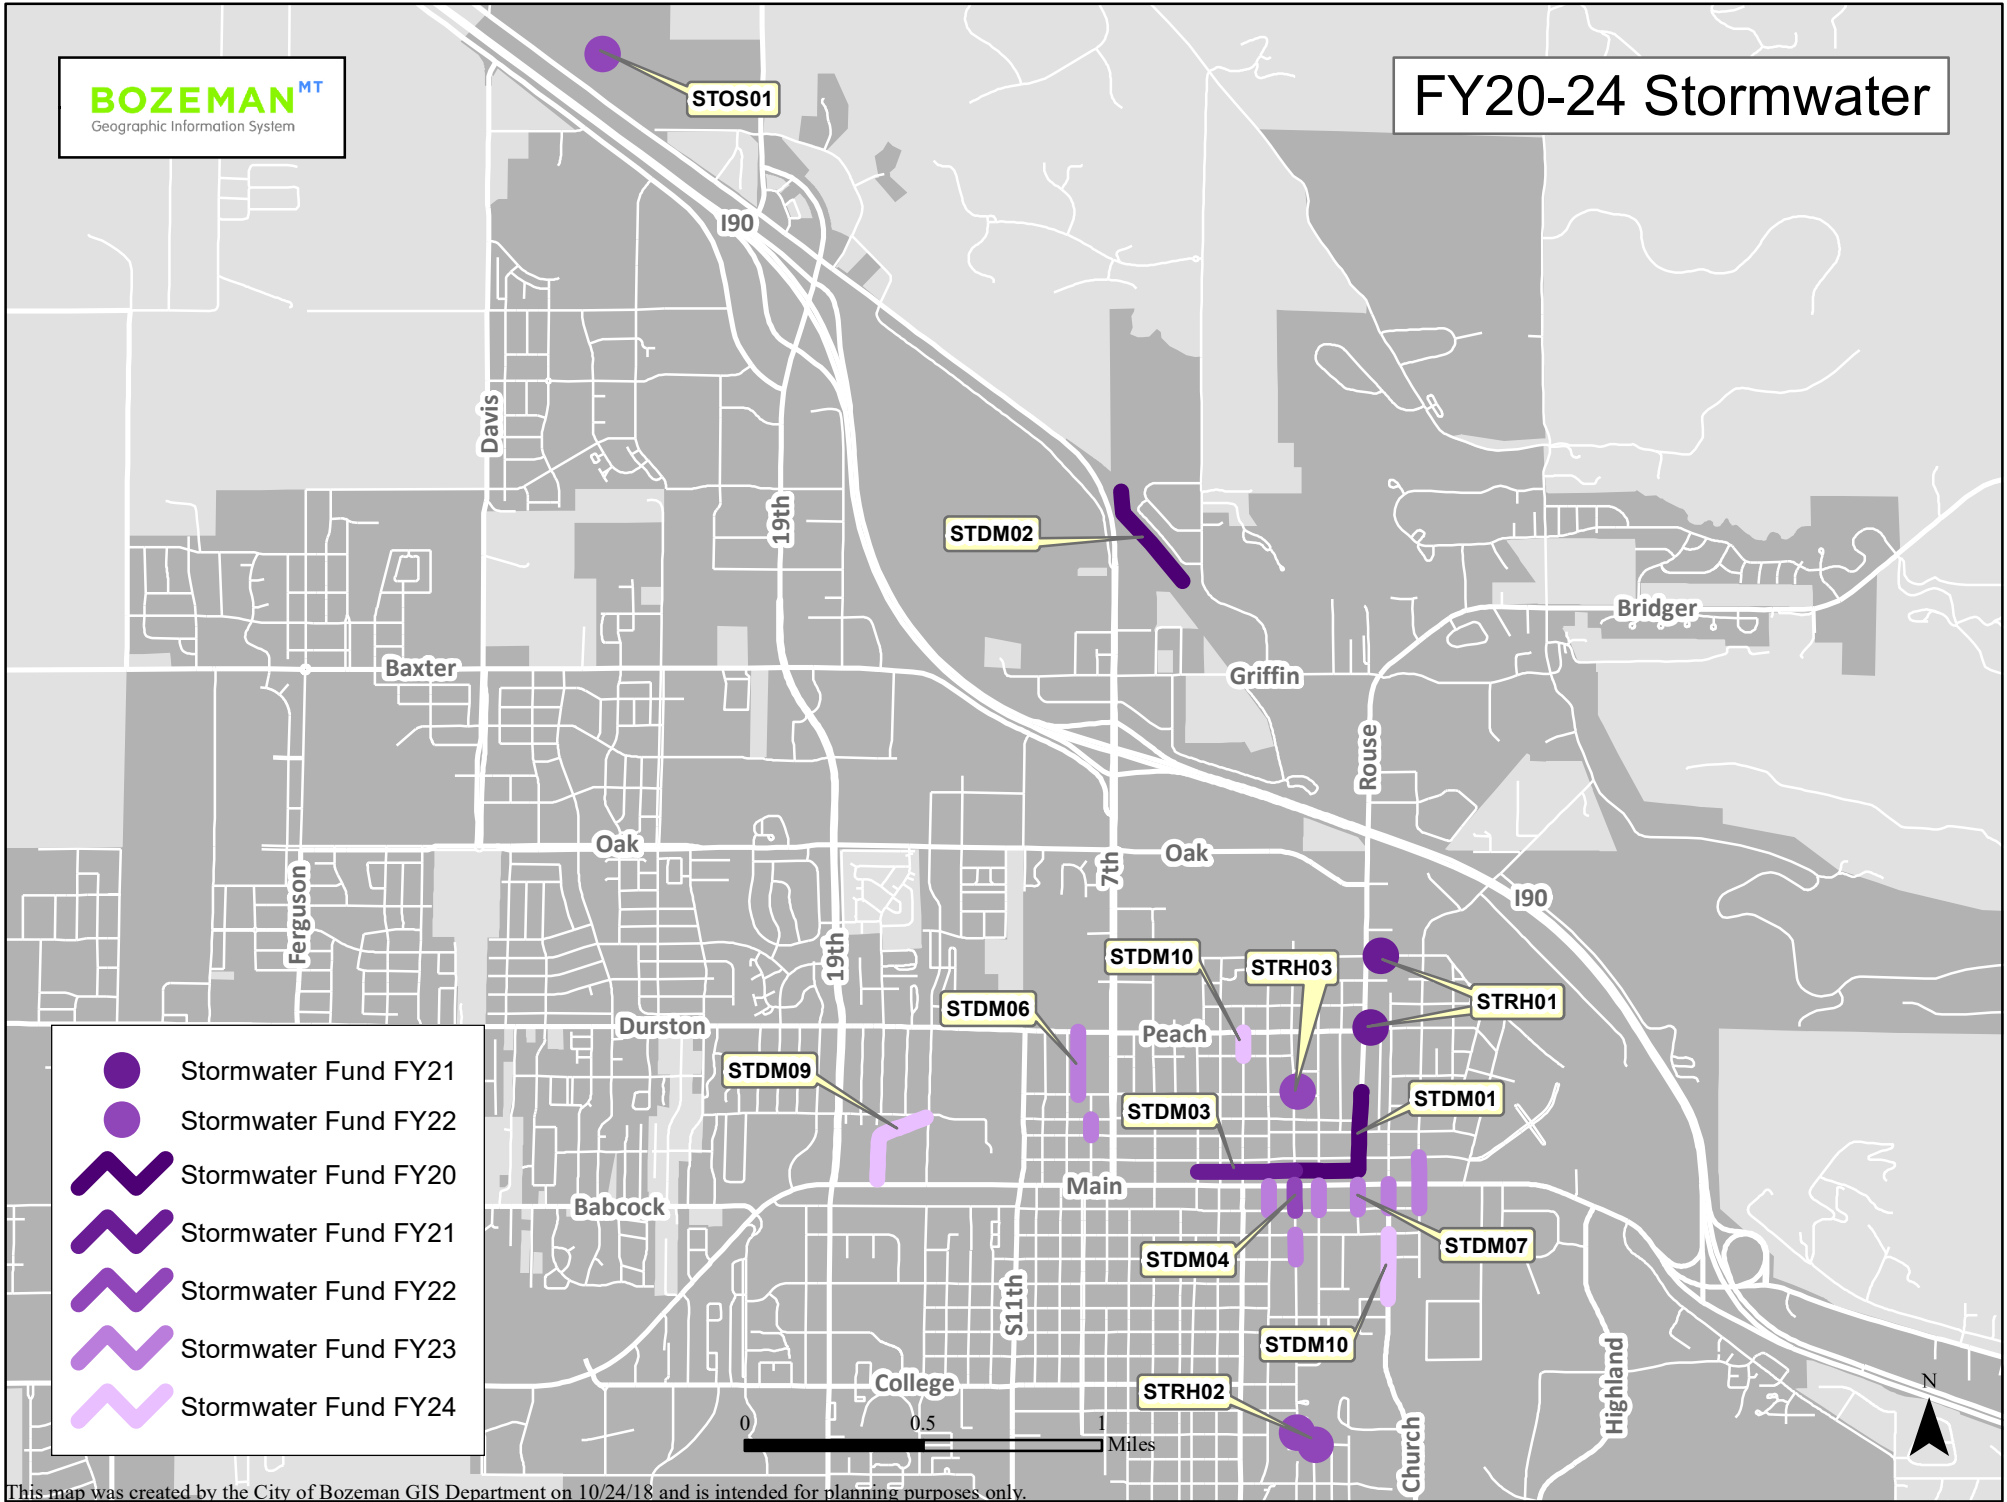 BOZEMAN MT
Geographic Information System
FY20-24 Stormwater
STOS01
I90
Davis
19th
STDM02
Bridger
Baxter
Griffin
Rouse
Oak
Oak
7th
Ferguson
I90
19th
STDM10
STRH03
STRH01
STDM06
Durston
Peach
STDM09
STDM03
STDM01
Main
Babcock
STDM04
STDM07
S11th
STDM10
College
STRH02
Highland
Church
Stormwater Fund FY21
Stormwater Fund FY22
Stormwater Fund FY20
Stormwater Fund FY21
Stormwater Fund FY22
Stormwater Fund FY23
Stormwater Fund FY24
0 0.5 1
Miles
N
This map was created by the City of Bozeman GIS Department on 10/24/18 and is intended for planning purposes only.